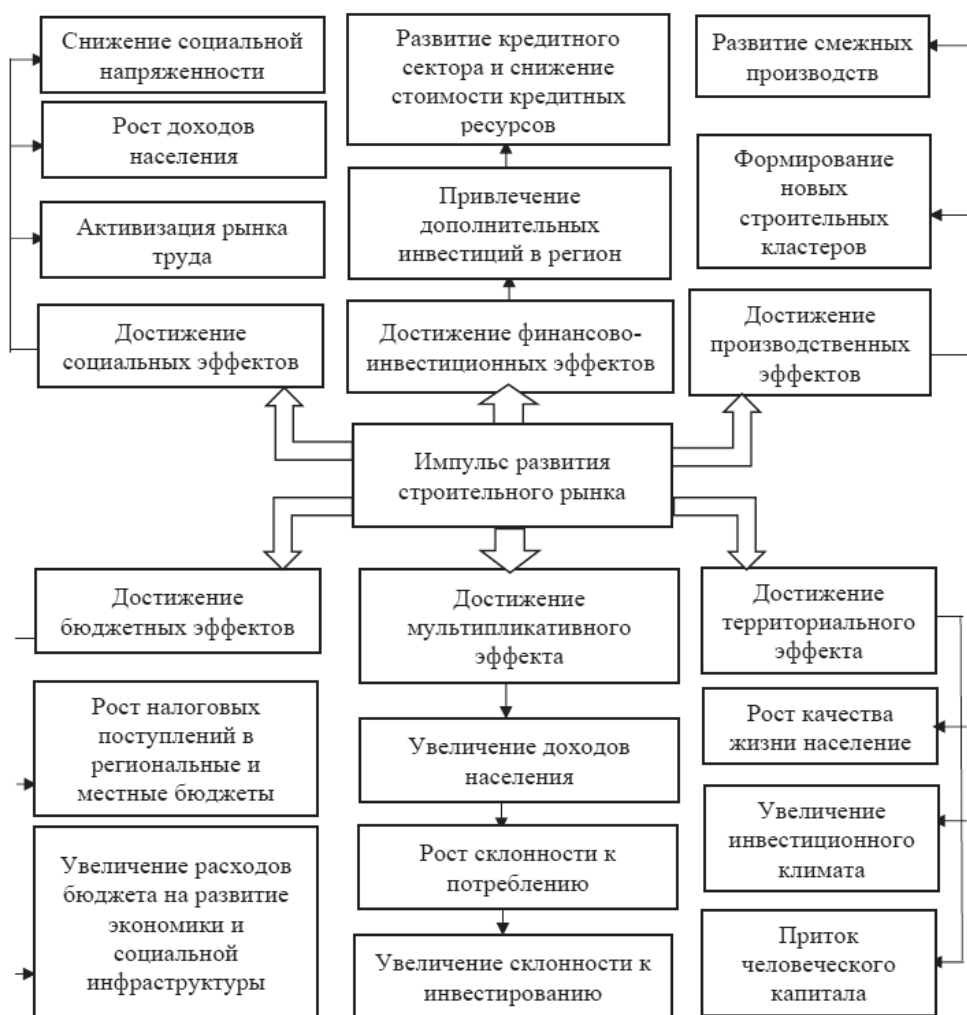 Снижение социальной
напряженности
Развитие кредитного
сектора и снижение
стоимости кредитных
ресурсов
Развитие смежных
производств
Рост доходов
населения
Привлечение
дополнительных
инвестиций в регион
Формирование
новых
строительных
кластеров
Активизация рынка
труда
Достижение
социальных эффектов
Достижение финансово-
инвестиционных эффектов
Достижение
производственных
эффектов
Импульс развития
строительного рынка
Достижение
бюджетных эффектов
Достижение
мультипликативного
эффекта
Достижение
территориального
эффекта
Рост налоговых
поступлений в
региональные и
местные бюджеты
Увеличение доходов
населения
Рост качества
жизни население
Увеличение расходов
бюджета на развитие
экономики и
социальной
инфраструктуры
Рост склонности к
потреблению
Увеличение
инвестиционного
климата
Увеличение склонности к
инвестированию
Приток
человеческого
капитала